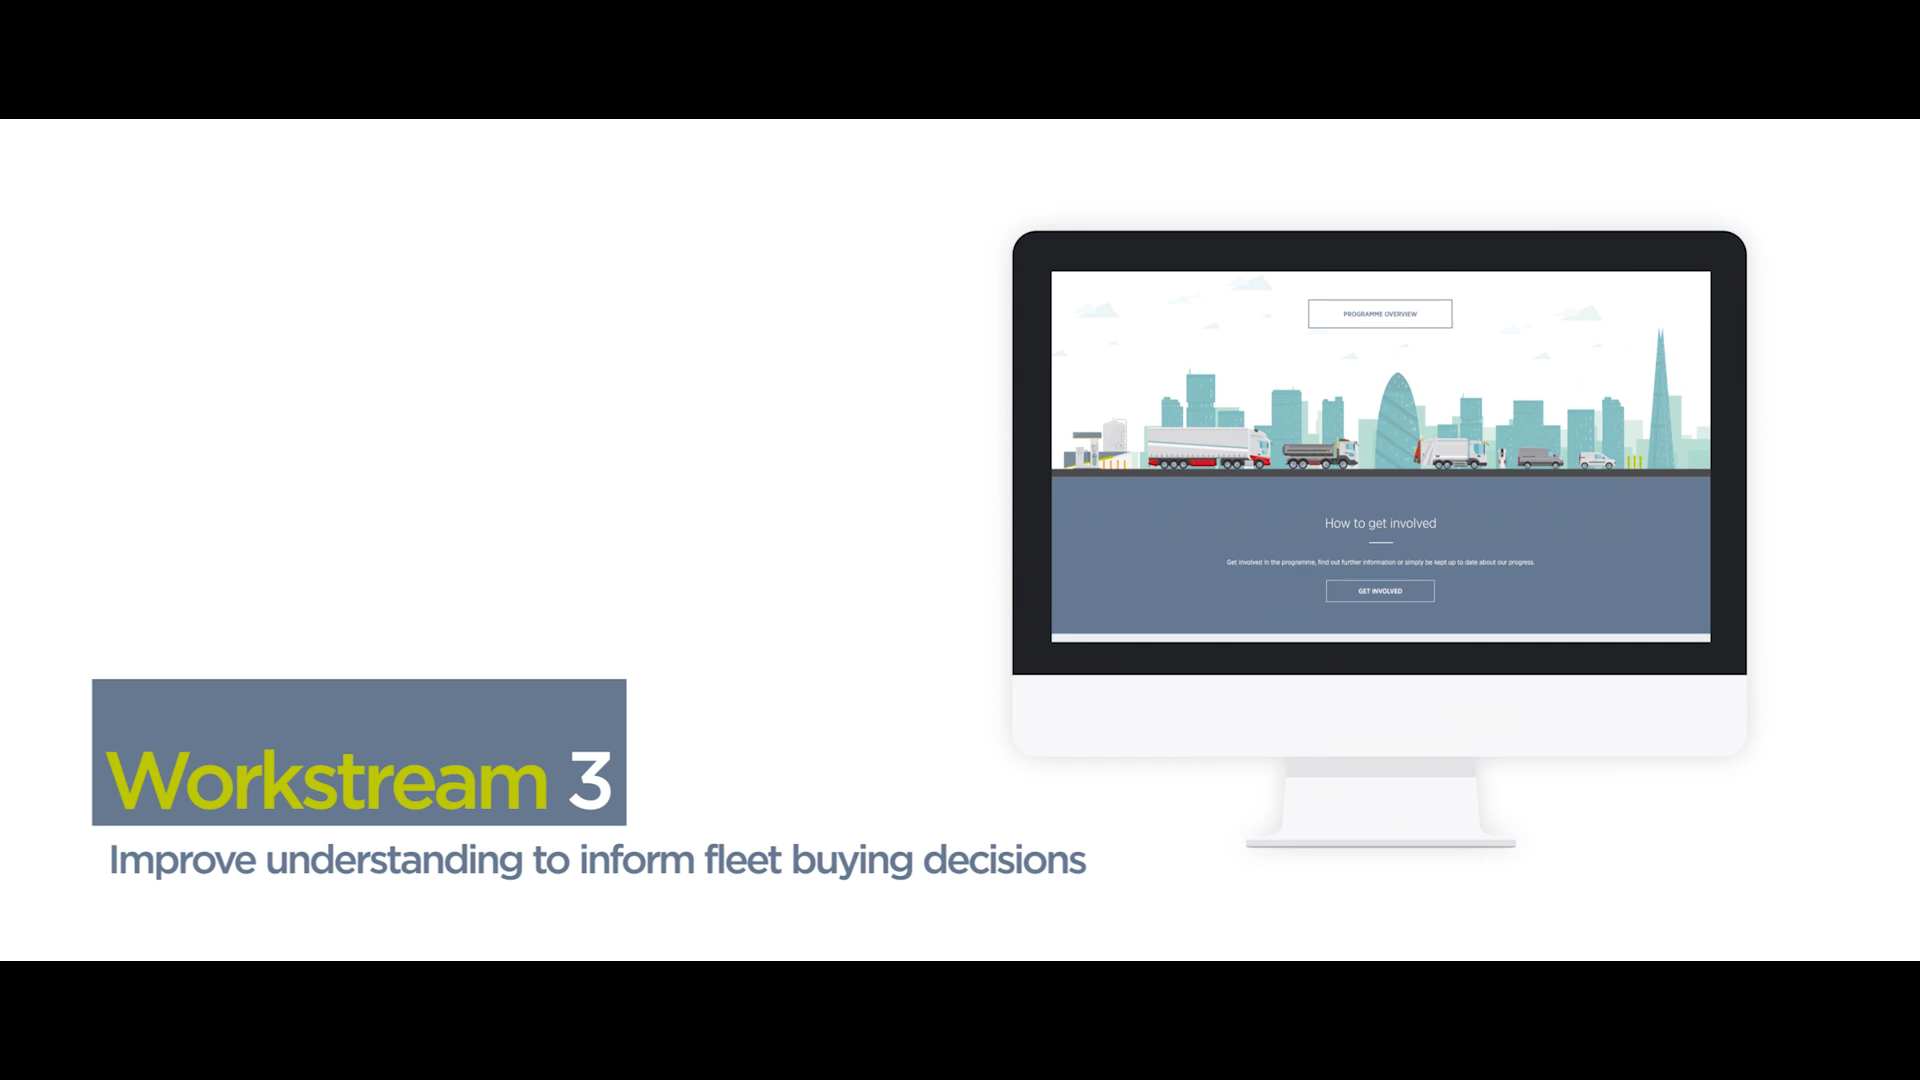 PROGRAMME OVERVIEW
How to get involved
Get involved in the programme, find out further information or simply be kept up to date about our progress.
GET INVOLVED
Workstream 3
Improve understanding to inform fleet buying decisions